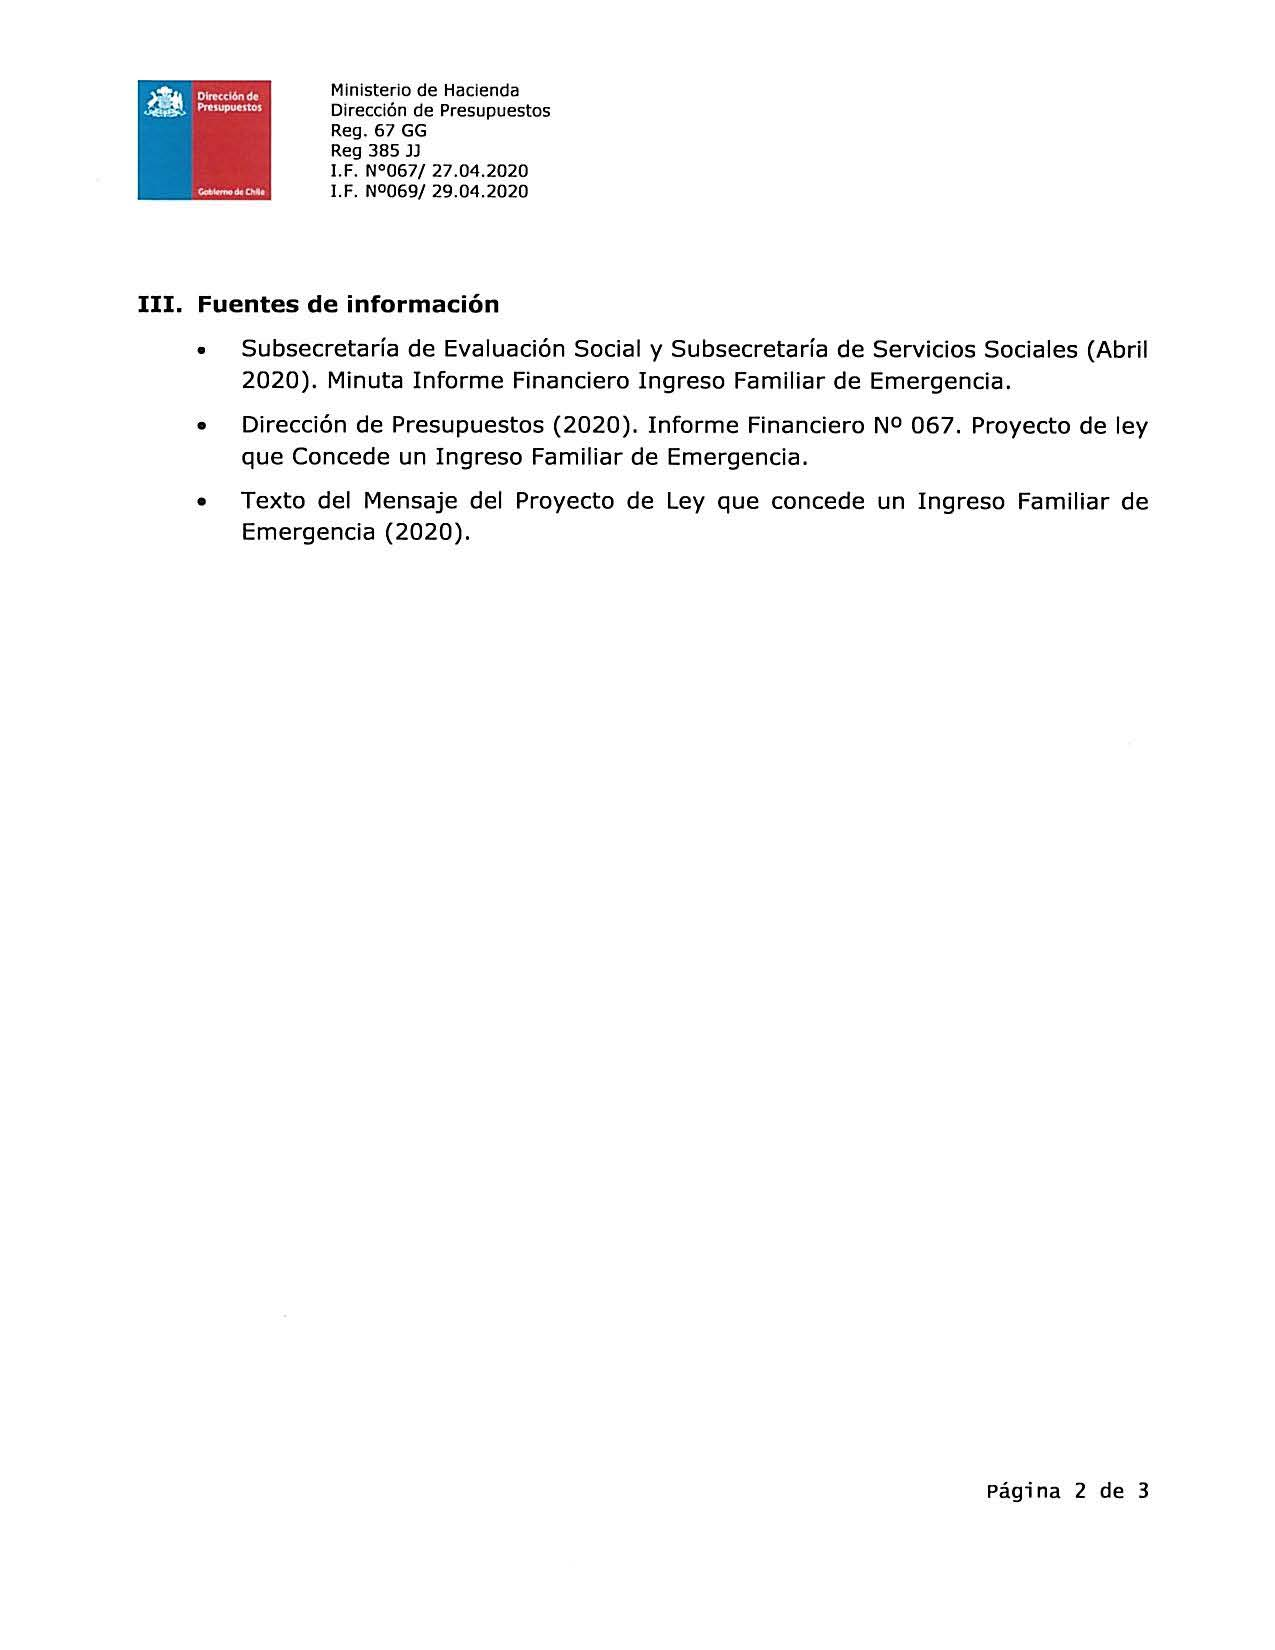 Dirección de
Presupuestos
Gobierno de Chile
Ministerio de Hacienda
Dirección de Presupuestos
Reg. 67 GG
Reg 385 JJ
I.F. N°067/ 27.04.2020
I.F. Nº069/ 29.04.2020
III. Fuentes de información
• Subsecretaría de Evaluación Social y Subsecretaría de Servicios Sociales (Abril
2020). Minuta Informe Financiero Ingreso Familiar de Emergencia.
• Dirección de Presupuestos (2020). Informe Financiero Nº 067. Proyecto de ley
que Concede un Ingreso Familiar de Emergencia.
• Texto del Mensaje del Proyecto de Ley que concede un Ingreso Familiar de
Emergencia (2020).
Página 2 de 3